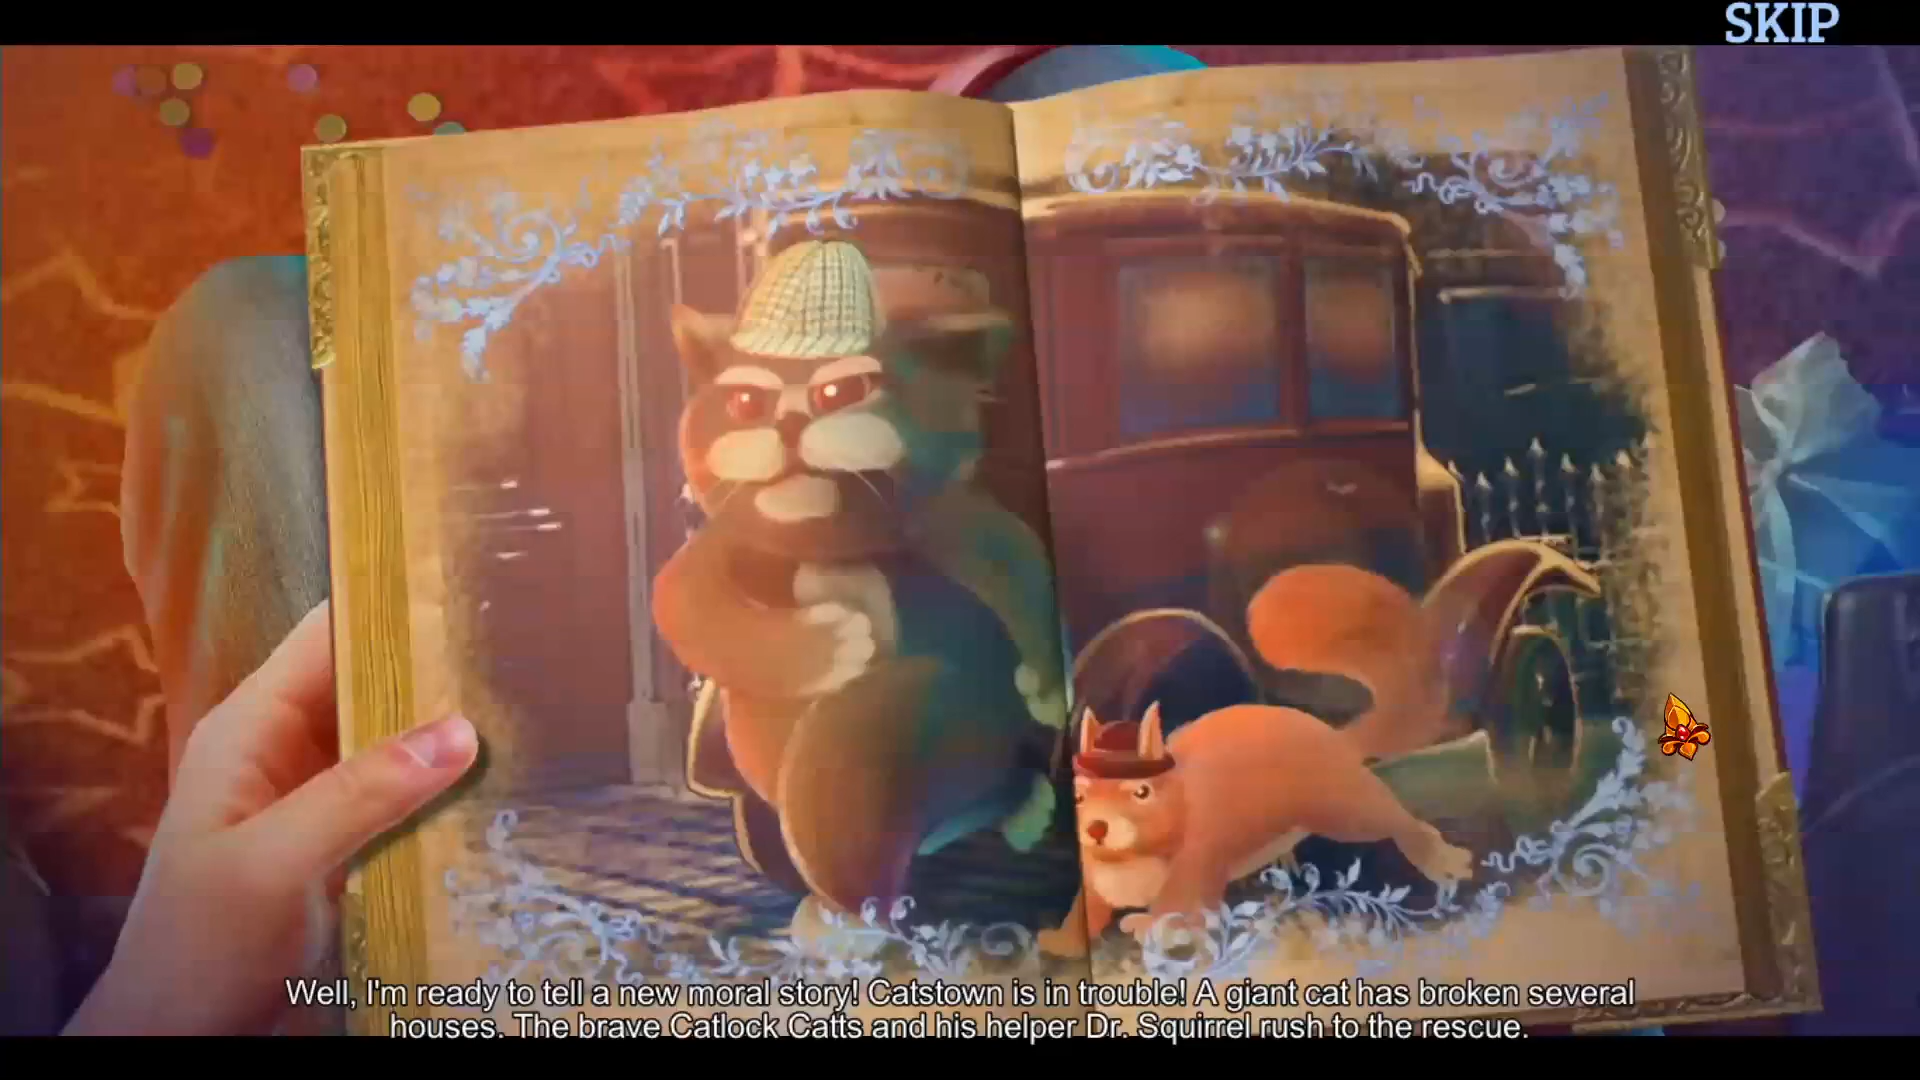 SKIP
Well, I'm ready to tell a new moral story! Catstown is in trouble! A giant cat has broken several
houses. The brave Catlock Catts and his helper Dr. Squirrel rush to the rescue.